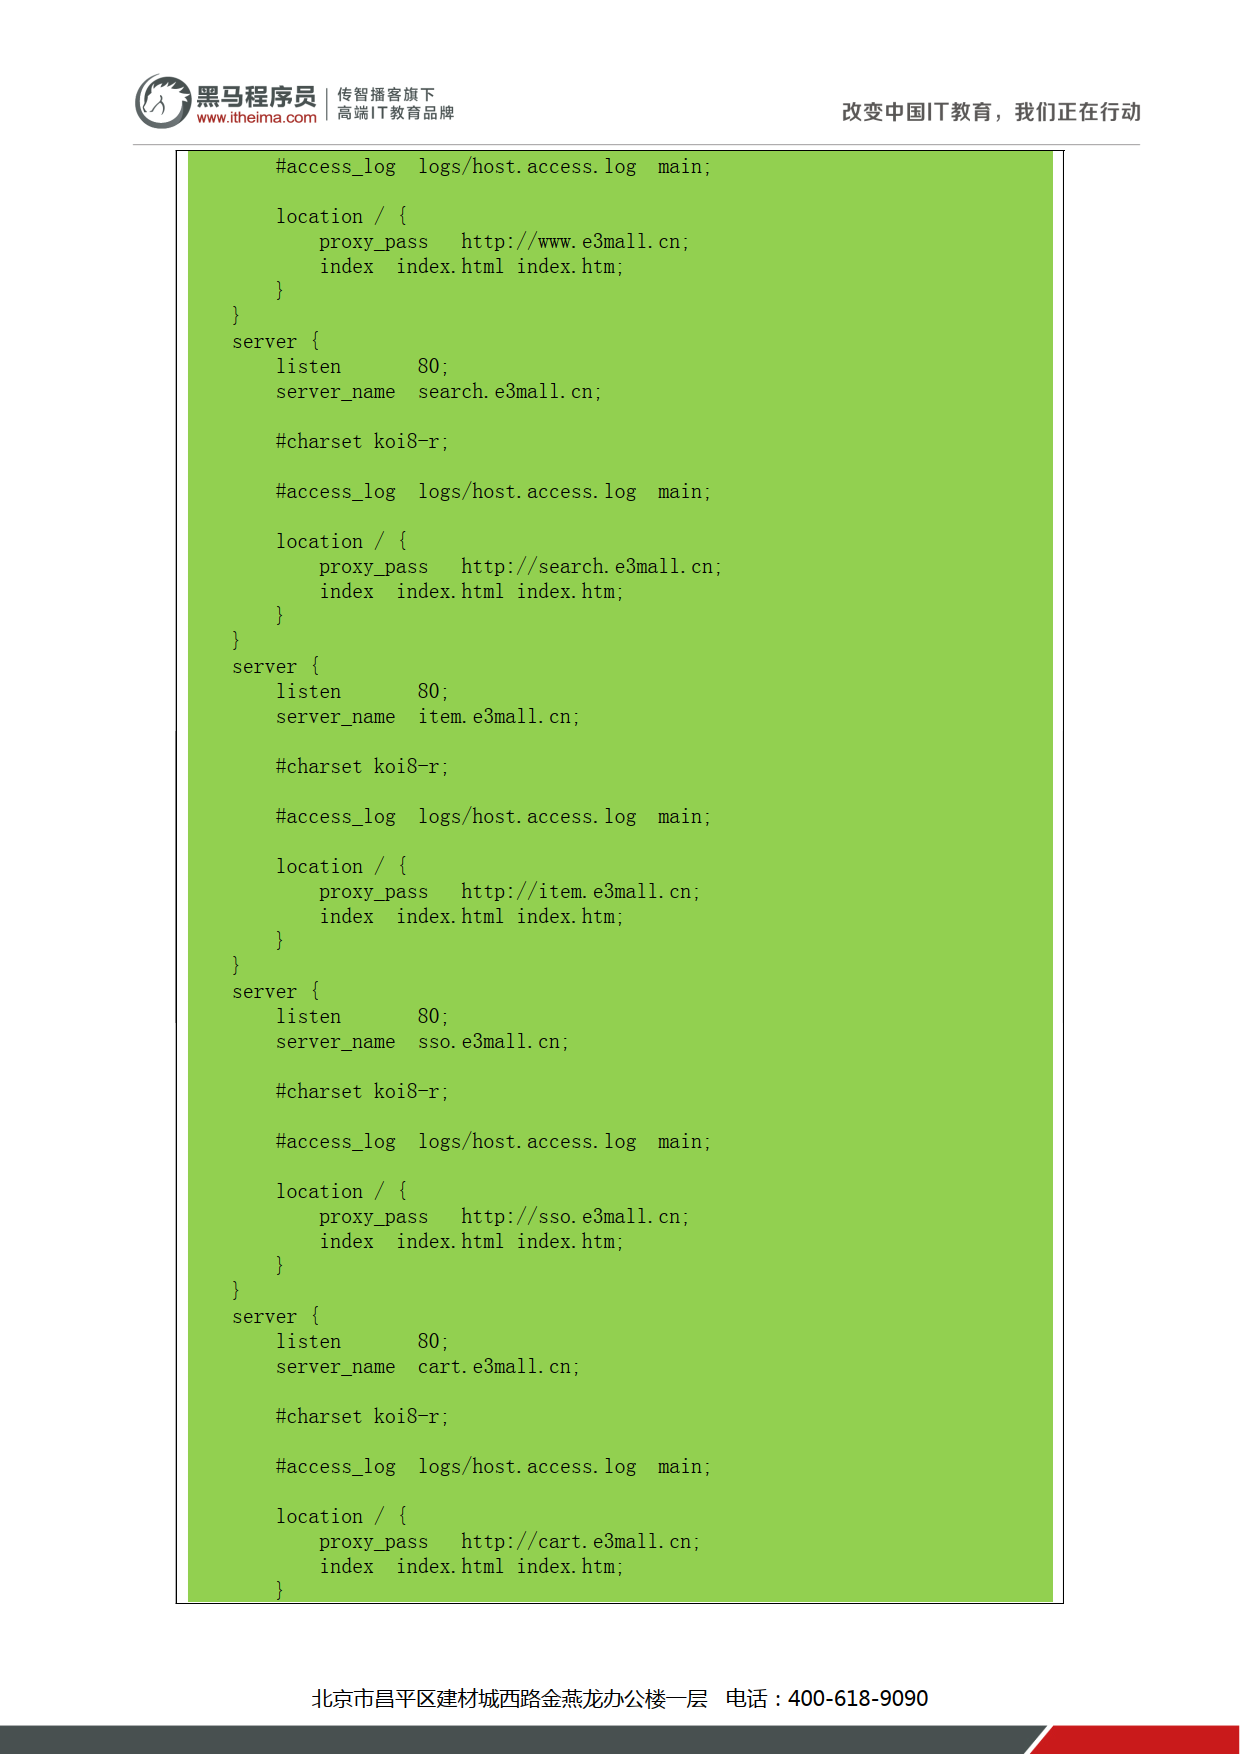 黑马程序员
www.itheima.com
传智播客旗下
高端IT教育品牌
改变中国IT教育，我们正在行动
#access_log  logs/host.access.log  main;
location / {
proxy_pass   http://www.e3mall.cn;
index  index.html index.htm;
}
}
server {
listen       80;
server_name  search.e3mall.cn;
#charset koi8-r;
#access_log  logs/host.access.log  main;
location / {
proxy_pass   http://search.e3mall.cn;
index  index.html index.htm;
}
}
server {
listen       80;
server_name  item.e3mall.cn;
#charset koi8-r;
#access_log  logs/host.access.log  main;
location / {
proxy_pass   http://item.e3mall.cn;
index  index.html index.htm;
}
}
server {
listen       80;
server_name  sso.e3mall.cn;
#charset koi8-r;
#access_log  logs/host.access.log  main;
location / {
proxy_pass   http://sso.e3mall.cn;
index  index.html index.htm;
}
}
server {
listen       80;
server_name  cart.e3mall.cn;
#charset koi8-r;
#access_log  logs/host.access.log  main;
location / {
proxy_pass   http://cart.e3mall.cn;
index  index.html index.htm;
}
北京市昌平区建材城西路金燕龙办公楼一层   电话：400-618-9090